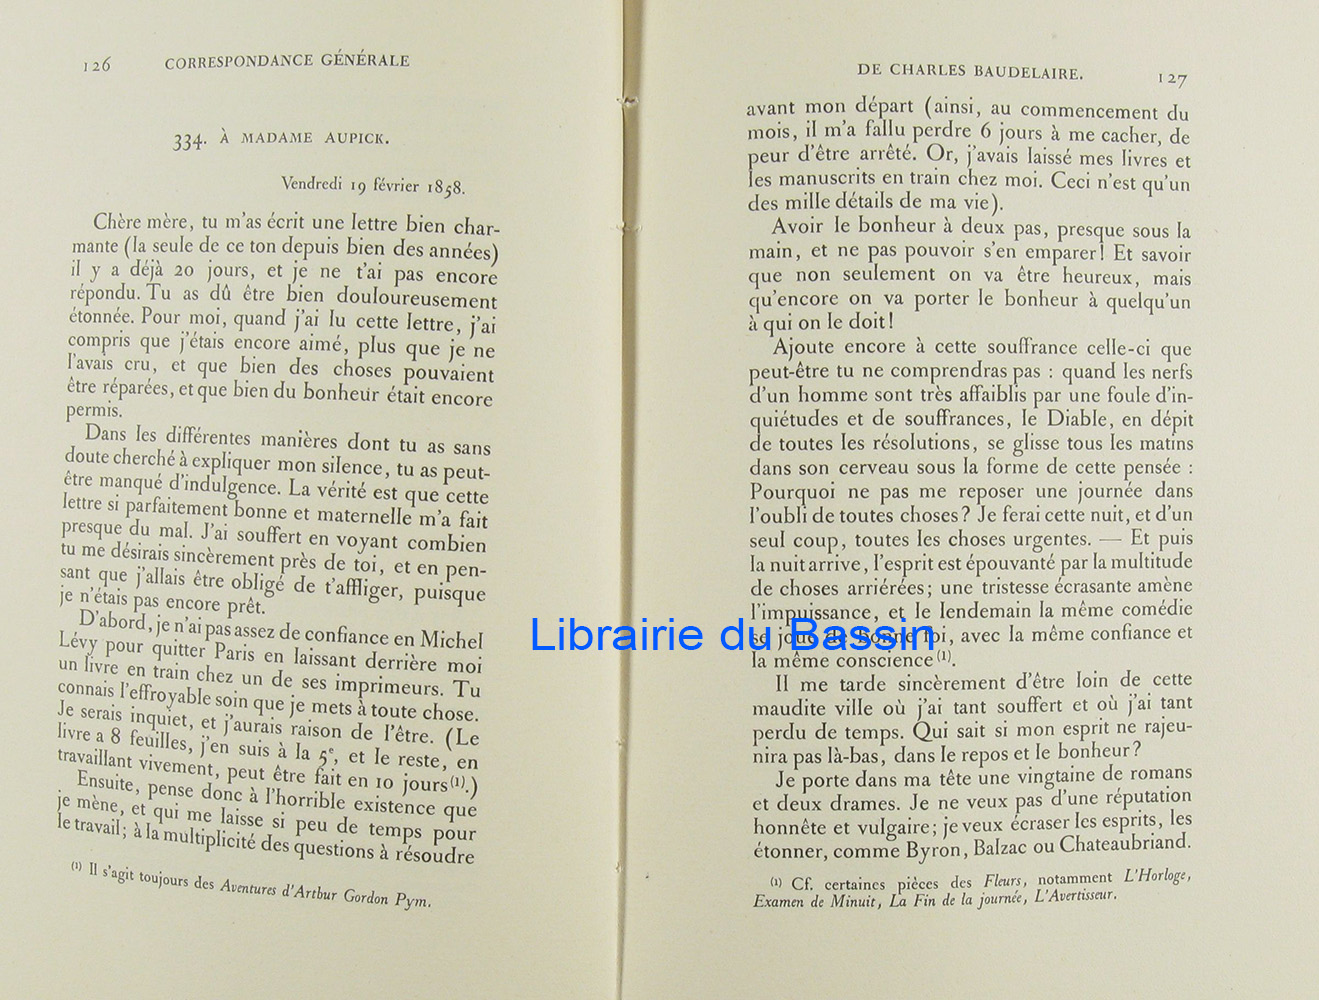 126 CORRESPONDANCE GÉNÉRALE
334. À MADAME AUPICK.
Vendredi 19 février 1858.
Chère mère, tu m'as écrit une lettre bien char-
mante (la seule de ce ton depuis bien des années)
il y a déjà 20 jours, et je ne t'ai pas encore
répondu. Tu as dû être bien douloureusement
étonnée. Pour moi, quand j'ai lu cette lettre, j'ai
compris que j'étais encore aimé, plus que je ne
l'avais cru, et que bien des choses pouvaient
être réparées, et que bien du bonheur était encore
permis.
Dans les différentes manières dont tu as sans
doute cherché à expliquer mon silence, tu as peut-
être manqué d'indulgence. La vérité est que cette
lettre si parfaitement bonne et maternelle m'a fait
presque du mal. J'ai souffert en voyant combien
tu me désirais sincèrement près de toi, et en pen-
sant que j'allais être obligé de t'affliger, puisque
je n'étais pas encore prêt.
D'abord, je n'ai pas assez de confiance en Michel
Lévy pour quitter Paris en laissant derrière moi
un livre en train chez un de ses imprimeurs. Tu
connais l'effroyable soin que je mets à toute chose.
Je serais inquiet, et j'aurais raison de l'être. (Le
livre a 8 feuilles, j'en suis à la 5e, et le reste, en
travaillant vivement, peut être fait en 10 jours(1).)
Ensuite, pense donc à l'horrible existence que
je mène, et qui me laisse si peu de temps pour
le travail; à la multiplicité des questions à résoudre
(1) Il s'agit toujours des Aventures d'Arthur Gordon Pym.
DE CHARLES BAUDELAIRE. 127
avant mon départ (ainsi, au commencement du
mois, il m'a fallu perdre 6 jours à me cacher, de
peur d'être arrêté. Or, j'avais laissé mes livres et
les manuscrits en train chez moi. Ceci n'est qu'un
des mille détails de ma vie).
Avoir le bonheur à deux pas, presque sous la
main, et ne pas pouvoir s'en emparer! Et savoir
que non seulement on va être heureux, mais
qu'encore on va porter le bonheur à quelqu'un
à qui on le doit!
Ajoute encore à cette souffrance celle-ci que
peut-être tu ne comprendras pas : quand les nerfs
d'un homme sont très affaiblis par une foule d'in-
quiétudes et de souffrances, le Diable, en dépit
de toutes les résolutions, se glisse tous les matins
dans son cerveau sous la forme de cette pensée :
Pourquoi ne pas me reposer une journée dans
l'oubli de toutes choses? Je ferai cette nuit, et d'un
seul coup, toutes les choses urgentes. — Et puis
la nuit arrive, l'esprit est épouvanté par la multitude
de choses arriérées; une tristesse écrasante amène
l'impuissance, et le lendemain la même comédie
se joue de bonne foi, avec la même confiance et
la même conscience(1).
Il me tarde sincèrement d'être loin de cette
maudite ville où j'ai tant souffert et où j'ai tant
perdu de temps. Qui sait si mon esprit ne rajeu-
nira pas là-bas, dans le repos et le bonheur?
Je porte dans ma tête une vingtaine de romans
et deux drames. Je ne veux pas d'une réputation
honnête et vulgaire; je veux écraser les esprits, les
étonner, comme Byron, Balzac ou Chateaubriand.
(1) Cf. certaines pièces des Fleurs, notamment L'Horloge,
Examen de Minuit, La Fin de la journée, L'Avertisseur.
Librairie du Bassin